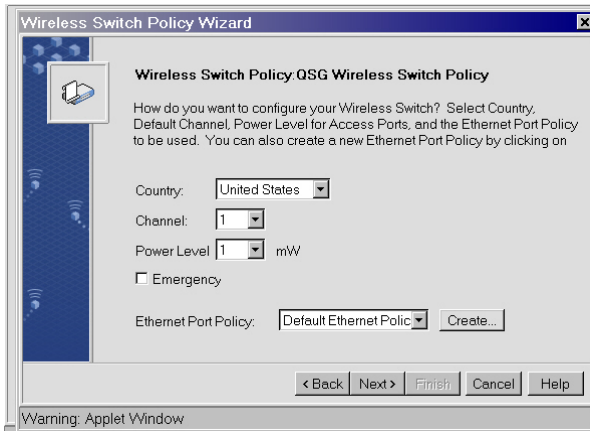 Wireless Switch Policy Wizard
Wireless Switch Policy:QSG Wireless Switch Policy
How do you want to configure your Wireless Switch? Select Country,
Default Channel, Power Level for Access Ports, and the Ethernet Port Policy
to be used. You can also create a new Ethernet Port Policy by clicking on
Country: United States
Channel: 1
Power Level 1 mW
Emergency
Ethernet Port Policy: Default Ethernet Polic Create...
< Back Next > Finish Cancel Help
Warning: Applet Window